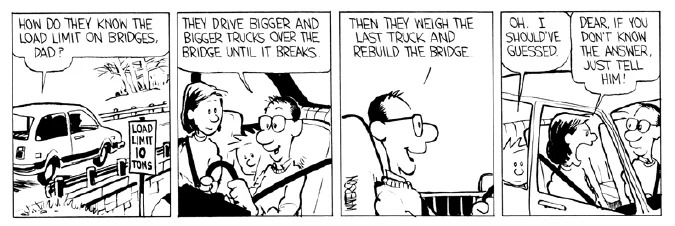 HOW DO THEY KNOW THE
LOAD LIMIT ON BRIDGES,
DAD?
LOAD
LIMIT
10
TONS
THEY DRIVE BIGGER AND
BIGGER TRUCKS OVER THE
BRIDGE UNTIL IT BREAKS.
THEN THEY WEIGH THE
LAST TRUCK AND
REBUILD THE BRIDGE.
WATTERSON
OH. I
SHOULD'VE
GUESSED.
DEAR, IF YOU
DON'T KNOW
THE ANSWER,
JUST TELL
HIM!